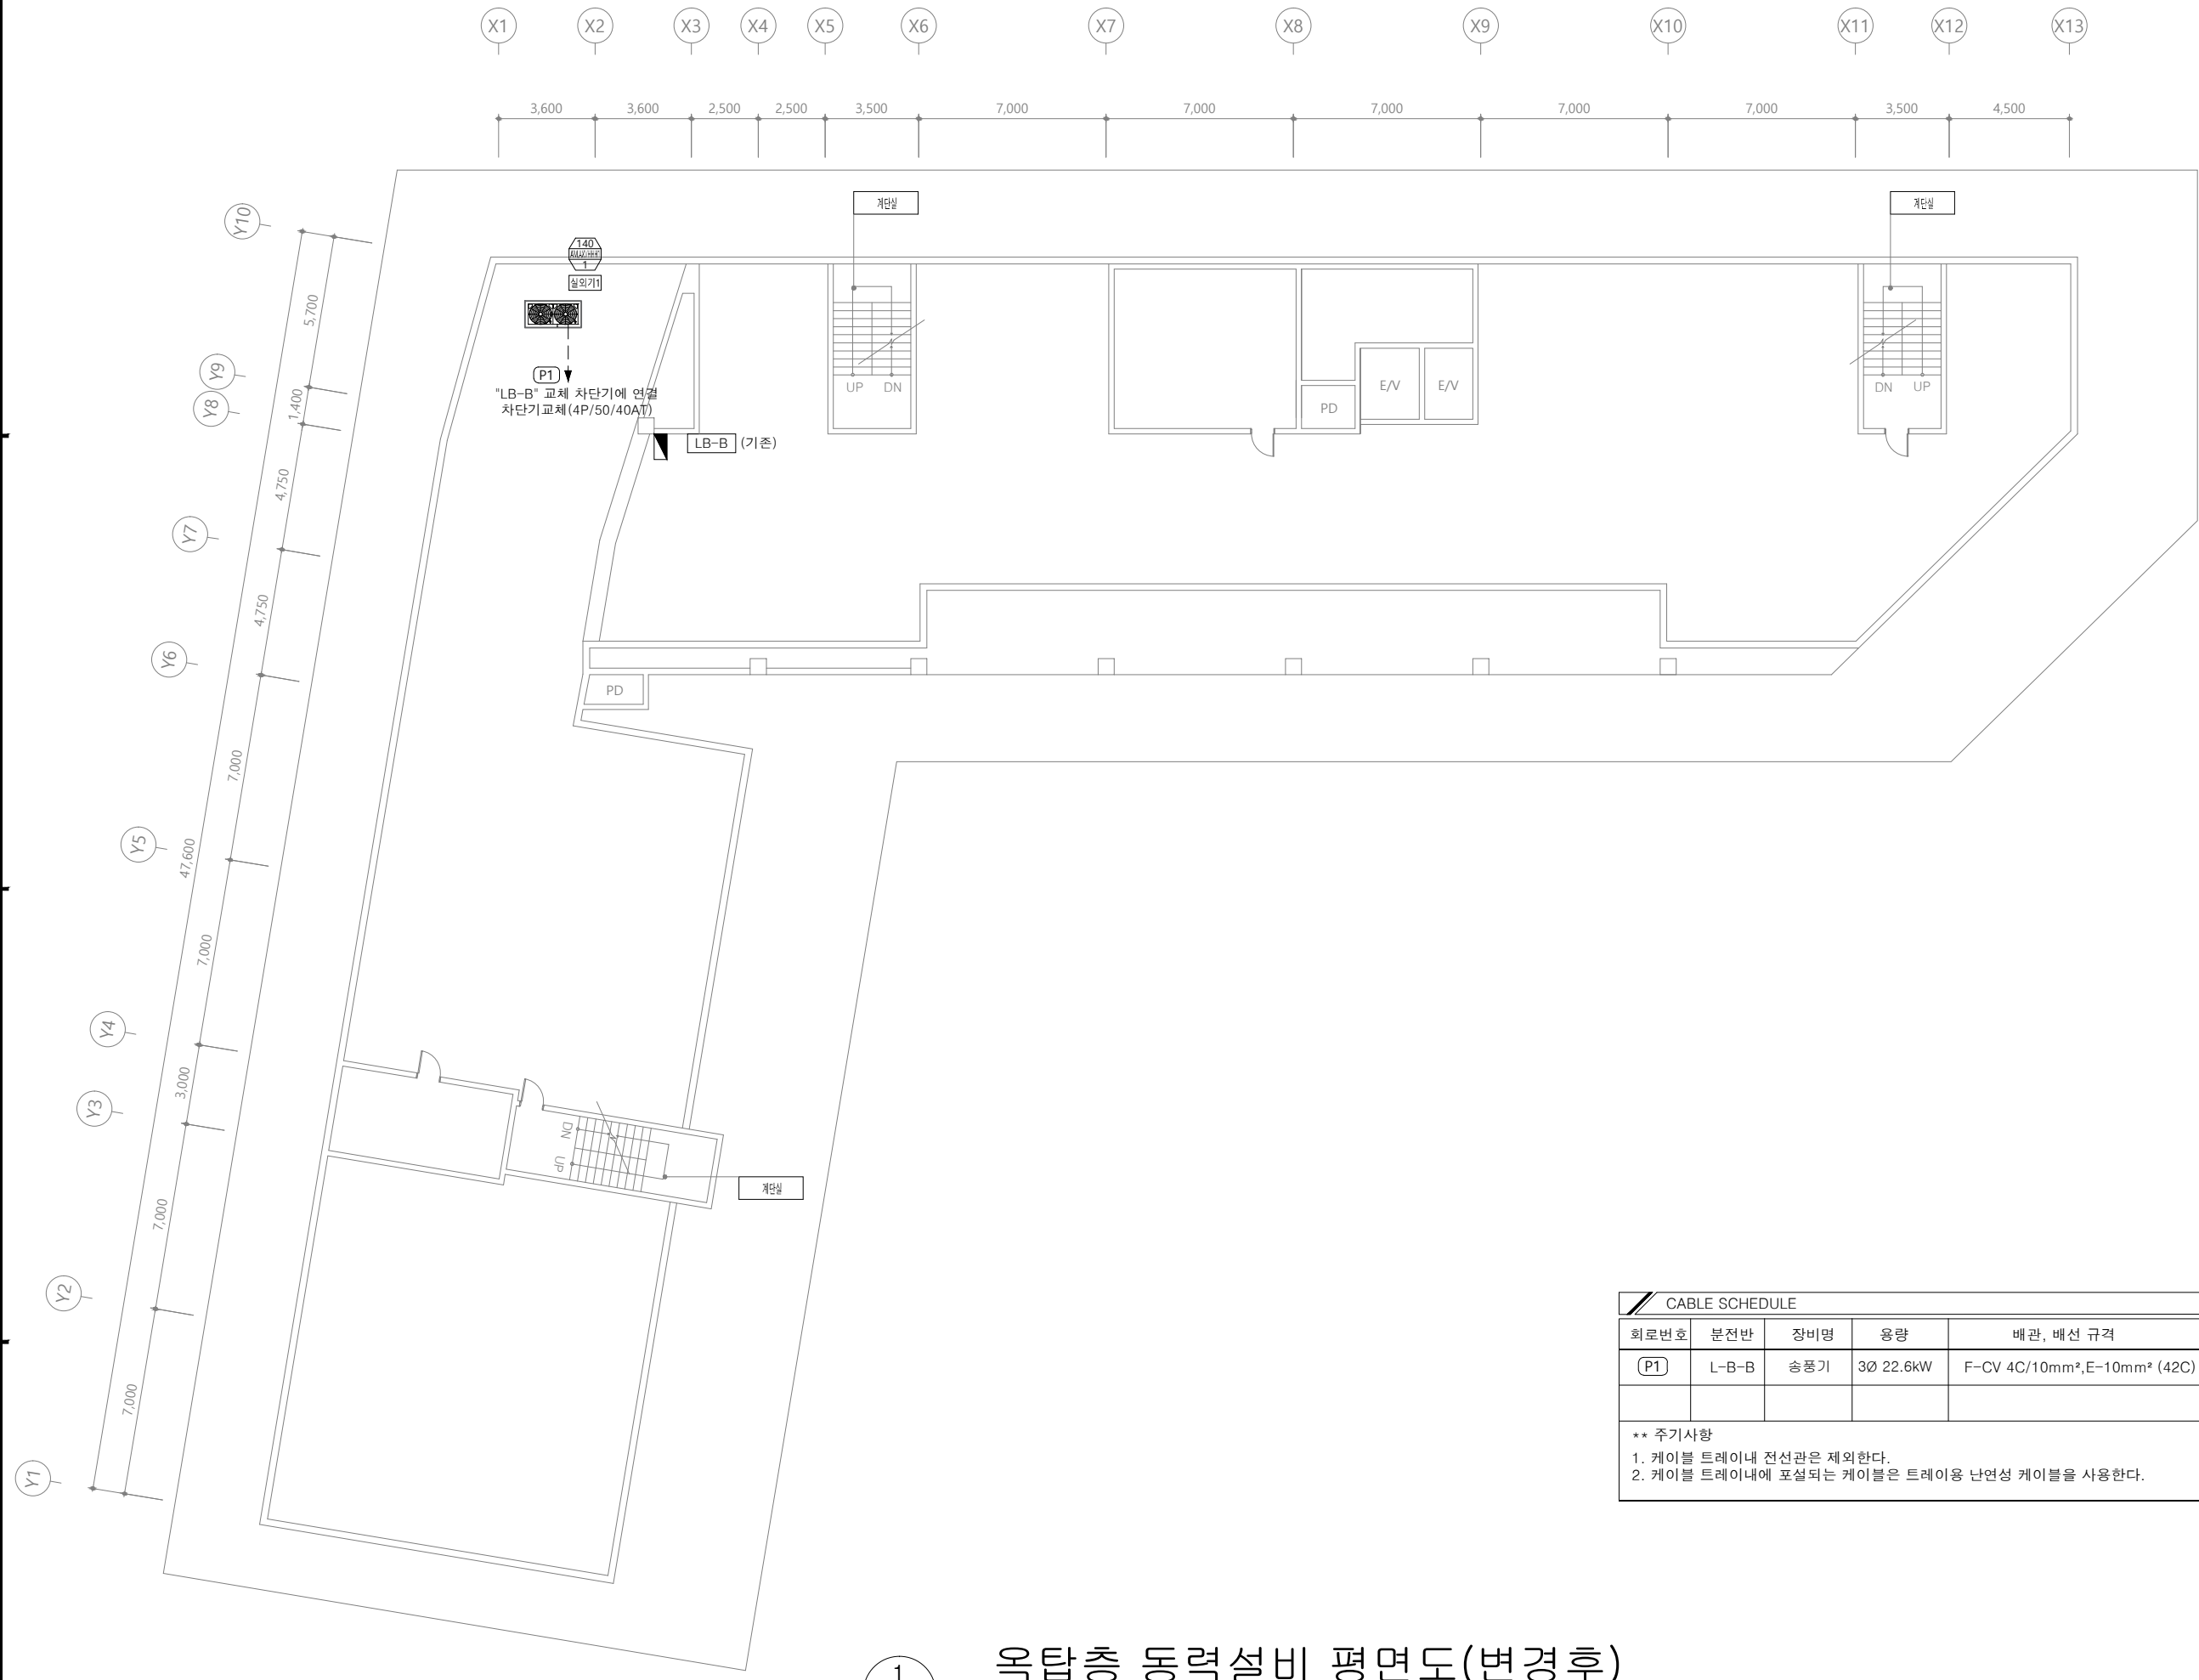 X1 X2 X3 X4 X5 X6 X7 X8 X9 X10 X11 X12 X13
3,600 3,600 2,500 2,500 3,500 7,000 7,000 7,000 7,000 7,000 3,500 4,500
계단실 계단실
Y10
140
1
실외기1
5,700
P1
"LB-B" 교체 차단기에 연결
차단기교체(4P/50/40AT)
LB-B (기존)
UP DN
E/V E/V
PD
DN UP
Y9
1,400
Y8
4,750
Y7
4,750
Y6
PD
7,000
Y5
47,600
7,000
Y4
3,000
Y3
DN
UP
계단실
7,000
Y2
7,000
Y1
CABLE SCHEDULE
회로번호 분전반 장비명 용량 배관, 배선 규격
P1 L-B-B 송풍기 3Ø 22.6kW F-CV 4C/10mm²,E-10mm² (42C)
** 주기사항
1. 케이블 트레이내 전선관은 제외한다.
2. 케이블 트레이내에 포설되는 케이블은 트레이용 난연성 케이블을 사용한다.
1
옥탑층 동력설비 평면도(변경후)